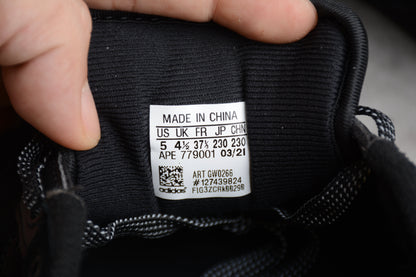 MADE IN CHINA
US UK FR JP CHN
5 4½ 37⅓ 230 230
APE 779001 03/21
ART GW0266
#127439824
adidas